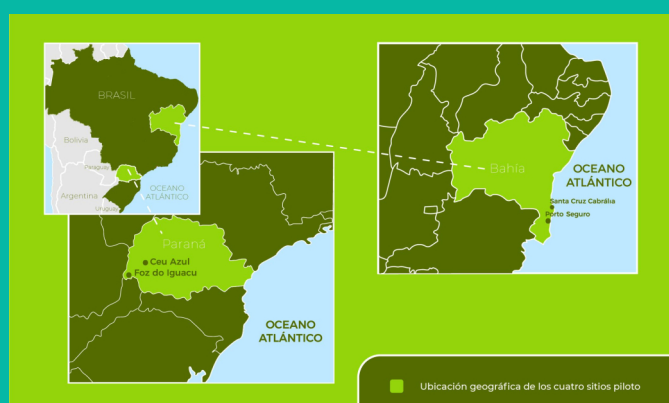 BRASIL
Bolivia
Paraguay
Argentina
Uruguay
OCEANO
ATLÁNTICO
Paraná
Ceu Azul
Foz do Iguacu
OCEANO
ATLÁNTICO
Bahía
OCEANO
ATLÁNTICO
Santa Cruz Cabrália
Porto Seguro
Ubicación geográfica de los cuatro sitios piloto